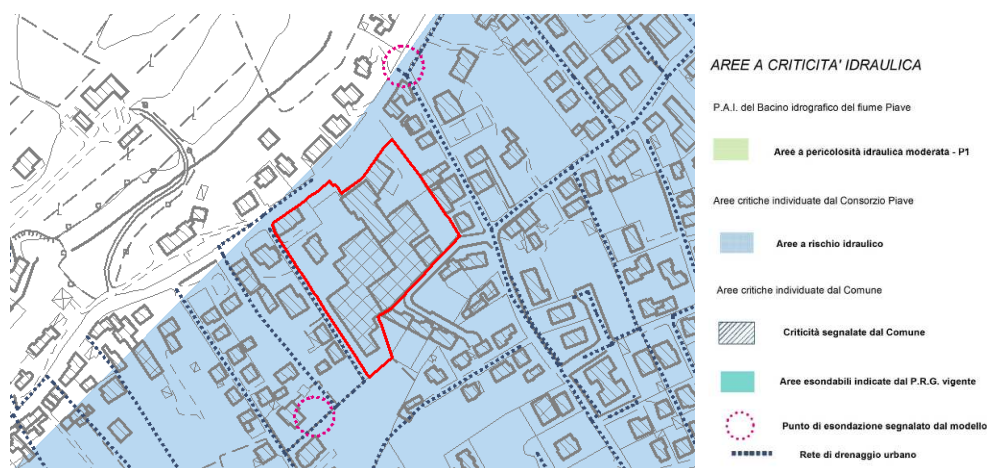 AREE A CRITICITA' IDRAULICA
P.A.I. del Bacino idrografico del fiume Piave
Aree a pericolosità idraulica moderata - P1
Aree critiche individuate dal Consorzio Piave
Aree a rischio idraulico
Aree critiche individuate dal Comune
Criticità segnalate dal Comune
Aree esondabili indicate dal P.R.G. vigente
Punto di esondazione segnalato dal modello
Rete di drenaggio urbano